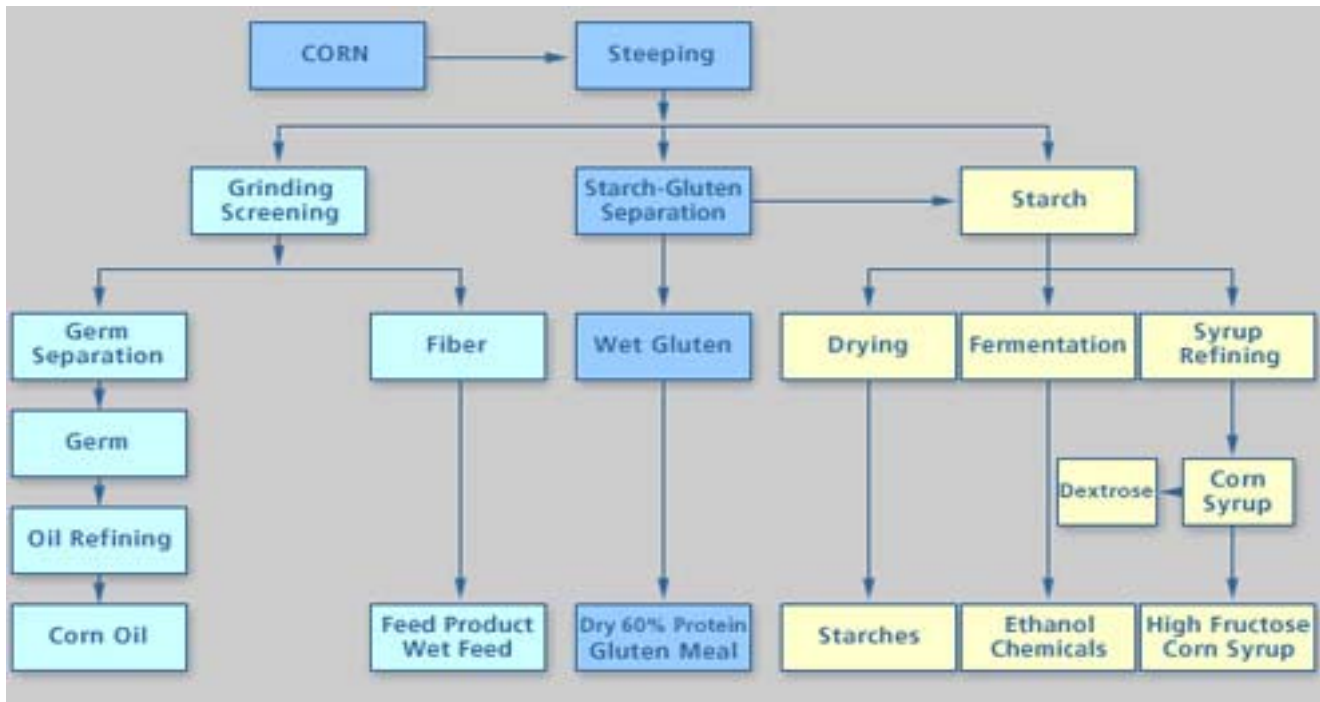 CORN
Steeping
Grinding
Screening
Starch-Gluten
Separation
Starch
Germ
Separation
Fiber
Wet Gluten
Drying
Fermentation
Syrup
Refining
Germ
Dextrose
Corn
Syrup
Oil Refining
Corn Oil
Feed Product
Wet Feed
Dry 60% Protein
Gluten Meal
Starches
Ethanol
Chemicals
High Fructose
Corn Syrup